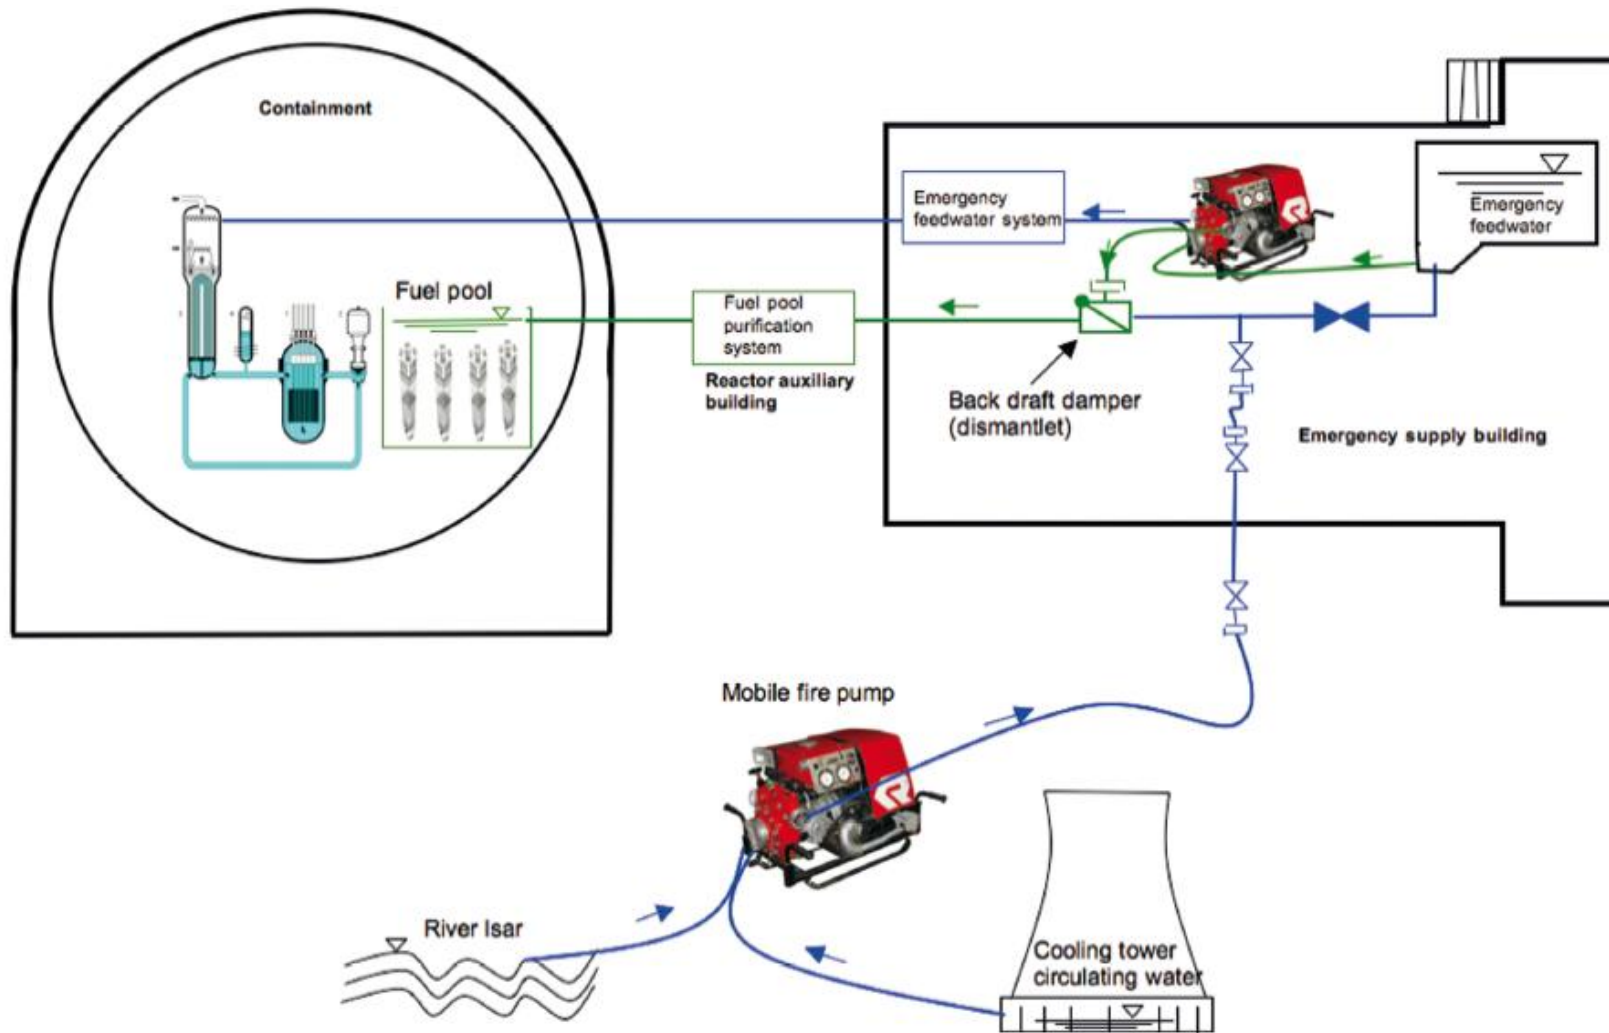 Containment
Emergency
feedwater system
Emergency
feedwater
Fuel pool
Fuel pool
purification
system
Reactor auxiliary
building
Back draft damper
(dismantlet)
Emergency supply building
Mobile fire pump
River Isar
Cooling tower
circulating water